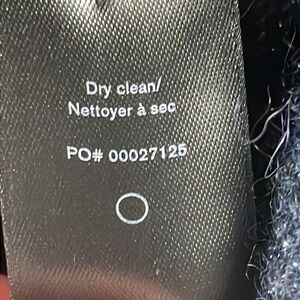 Dry clean/
Nettoyer à sec
PO# 00027125